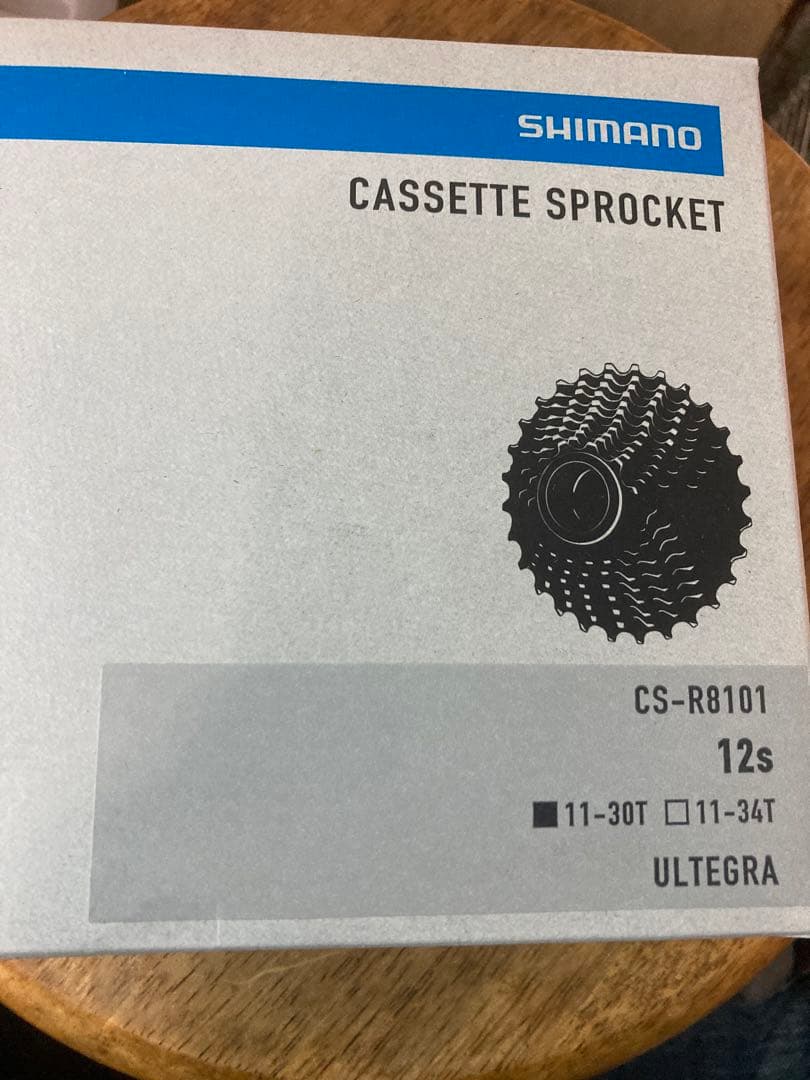 SHIMANO
CASSETTE SPROCKET
CS-R8101
12s
■11-30T □11-34T
ULTEGRA